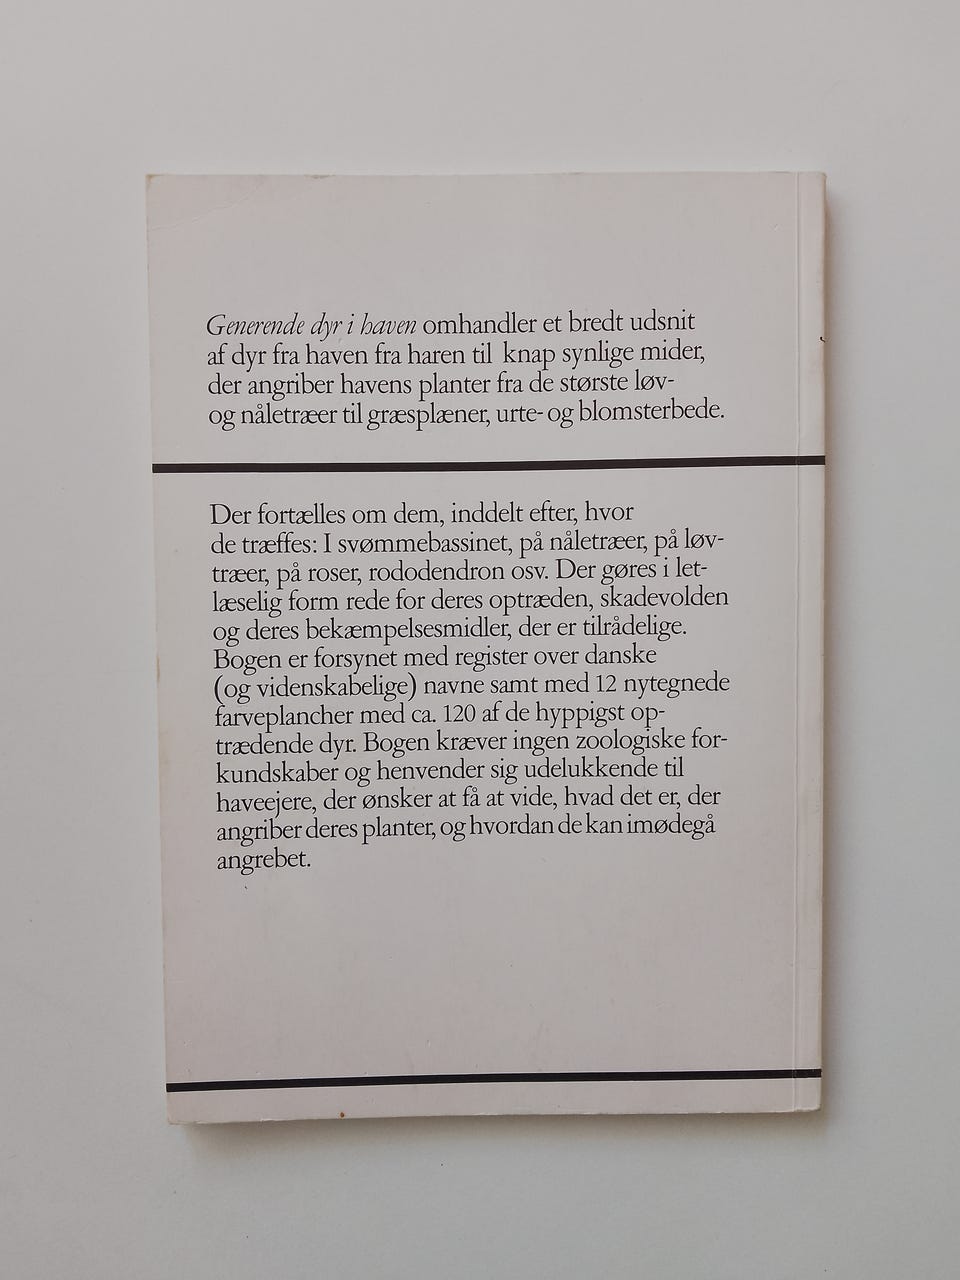 Generende dyr i haven omhandler et bredt udsnit
af dyr fra haven fra haren til knap synlige mider,
der angriber havens planter fra de største løv-
og nåletræer til græsplæner, urte- og blomsterbede.
Der fortælles om dem, inddelt efter, hvor
de træffes: I svømmebassinet, på nåletræer, på løv-
træer, på roser, rododendron osv. Der gøres i let-
læselig form rede for deres optræden, skadevolden
og deres bekæmpelsesmidler, der er tilrådelige.
Bogen er forsynet med register over danske
(og videnskabelige) navne samt med 12 nytegnede
farveplancher med ca. 120 af de hyppigst op-
trædende dyr. Bogen kræver ingen zoologiske for-
kundskaber og henvender sig udelukkende til
haveejere, der ønsker at få at vide, hvad det er, der
angriber deres planter, og hvordan de kan imødegå
angrebet.